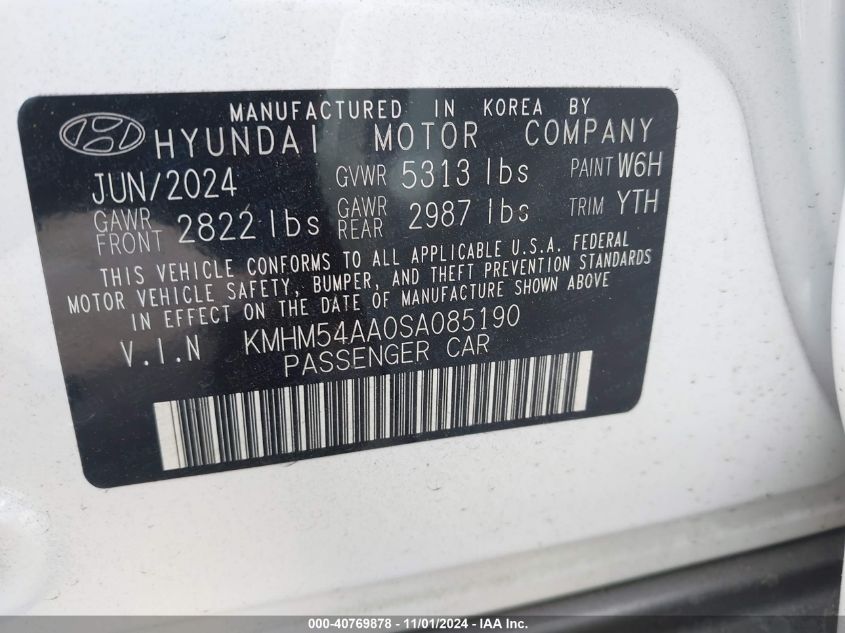 MANUFACTURED IN KOREA BY
HYUNDAI MOTOR COMPANY
JUN/2024 GVWR 5313 lbs PAINT W6H
GAWR FRONT 2822 lbs GAWR REAR 2987 lbs TRIM YTH
THIS VEHICLE CONFORMS TO ALL APPLICABLE U.S.A. FEDERAL
MOTOR VEHICLE SAFETY, BUMPER, AND THEFT PREVENTION STANDARDS
IN EFFECT ON THE DATE OF MANUFACTURE SHOWN ABOVE
V.I.N KMHM54AA0SA085190
PASSENGER CAR
000-40769878 - 11/01/2024 - IAA Inc.